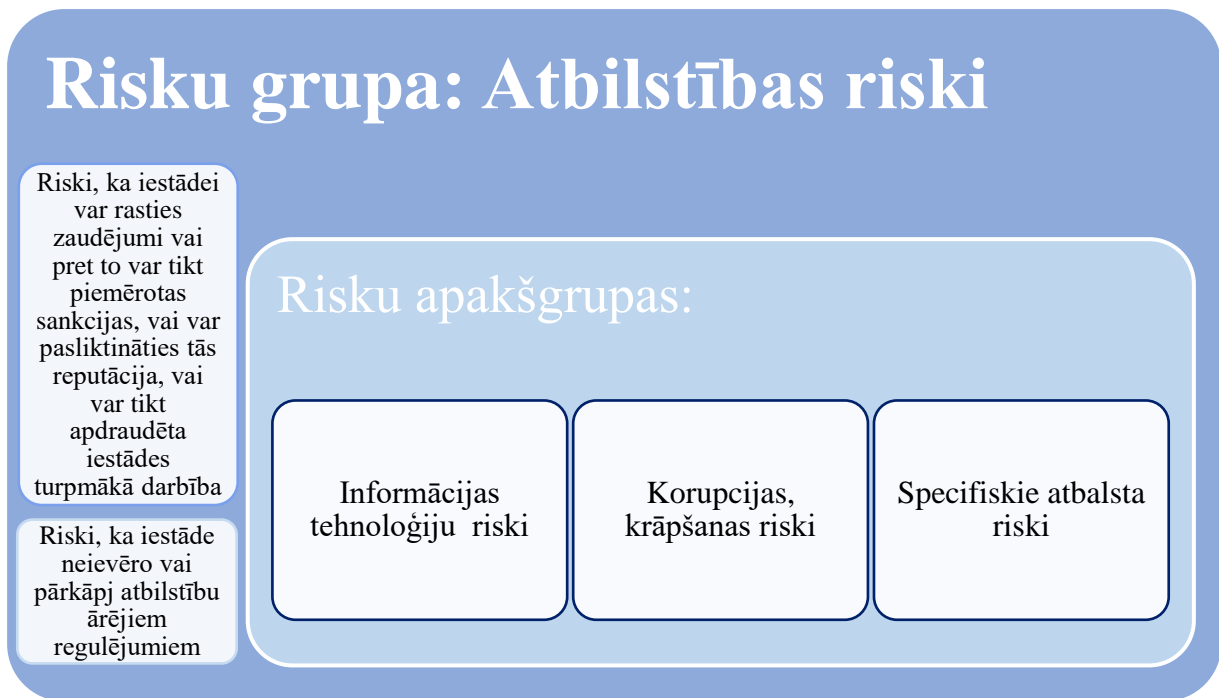 Risku grupa: Atbilstības riski
Riski, ka iestādei
var rasties
zaudējumi vai
pret to var tikt
piemērotas
sankcijas, vai var
pasliktināties tās
reputācija, vai
var tikt
apdraudēta
iestādes
turpmākā darbība
Riski, ka iestāde
neievēro vai
pārkāpj atbilstību
ārējiem
regulējumiem
Risku apakšgrupas:
Informācijas
tehnoloģiju  riski
Korupcijas,
krāpšanas riski
Specifiskie atbalsta
riski